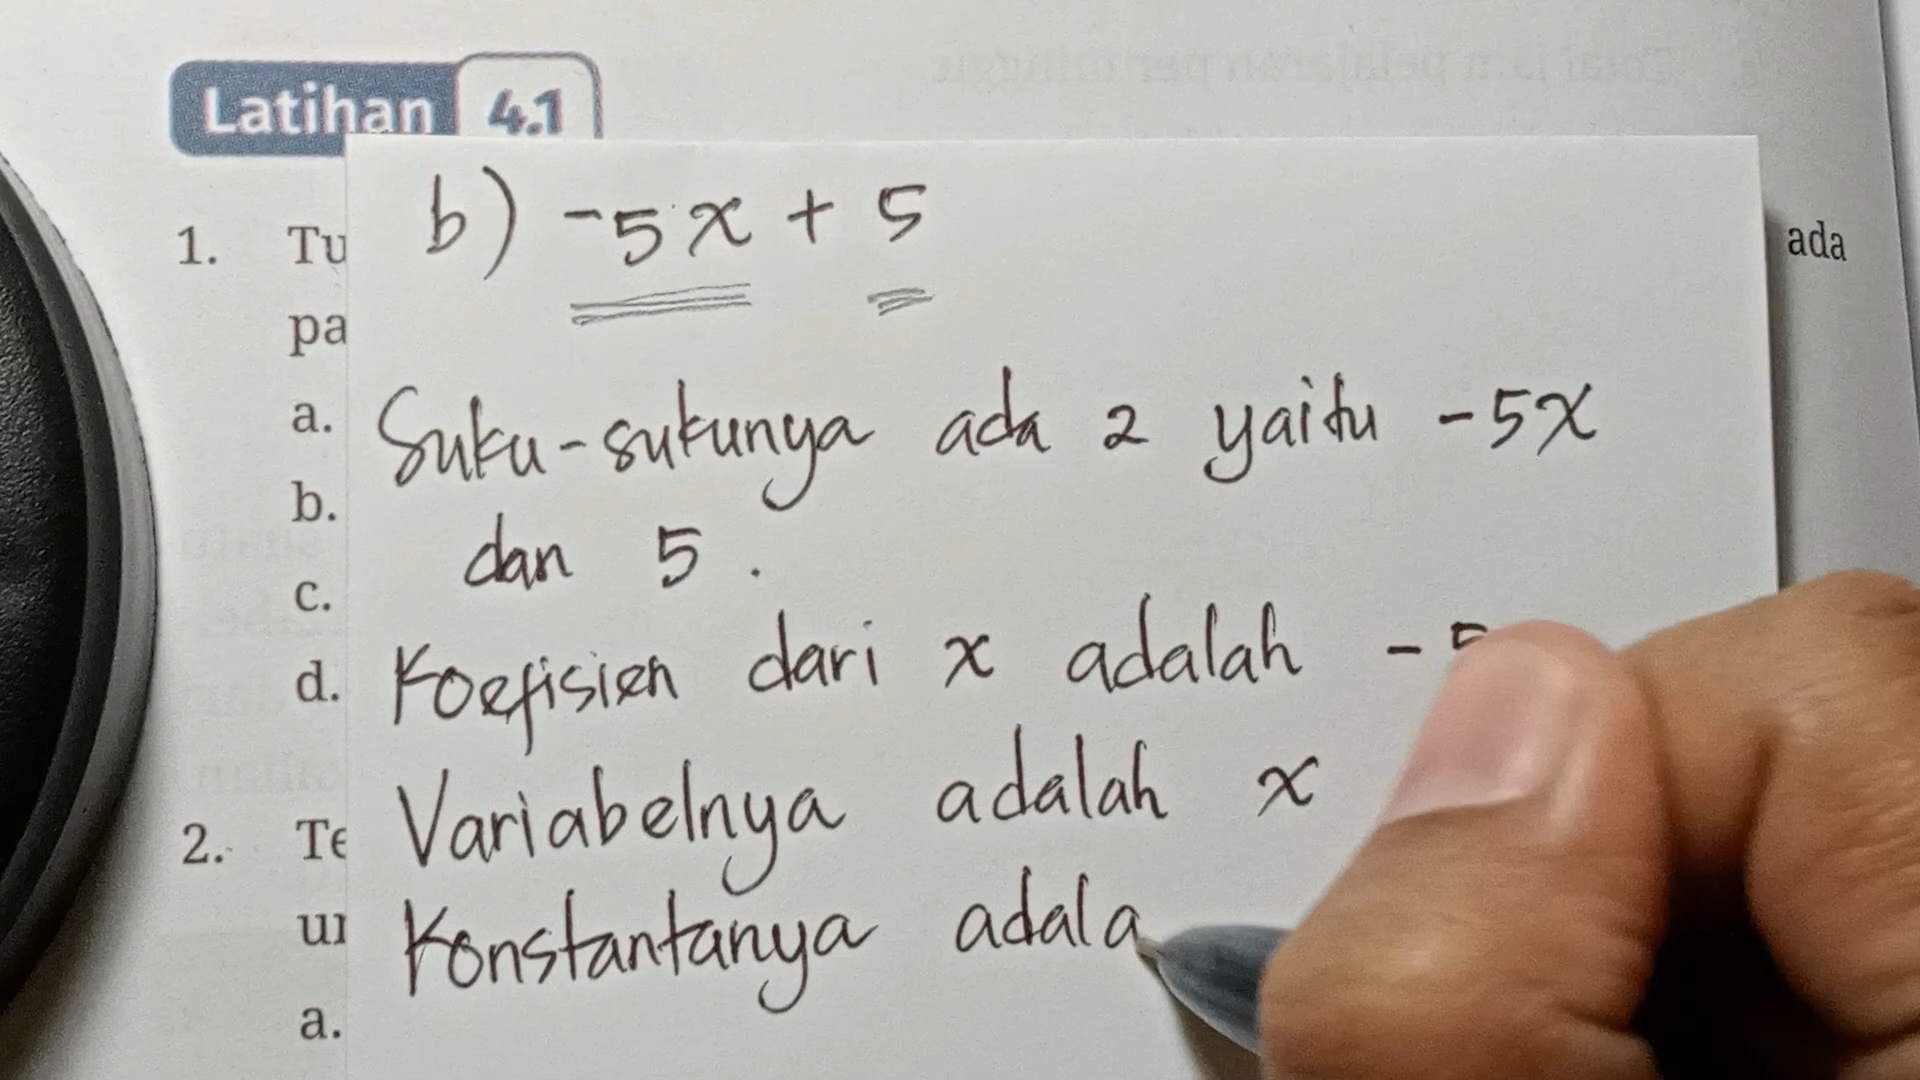 Latihan 4.1
b) -5x + 5
1. Tu ada
pa
a. Suku-sukunya ada 2 yaitu -5x
b.
dan 5.
c.
d. Koefisien dari x adalah -5
Variabelnya adalah x
2. Te
Konstantanya adala
a.